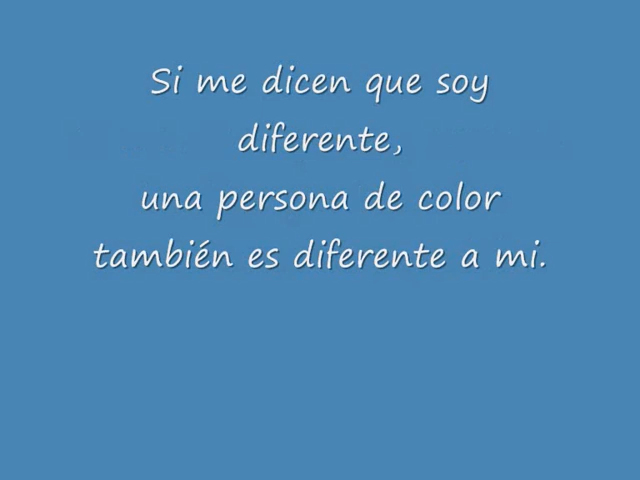 Si me dicen que soy
diferente,
una persona de color
también es diferente a mi.